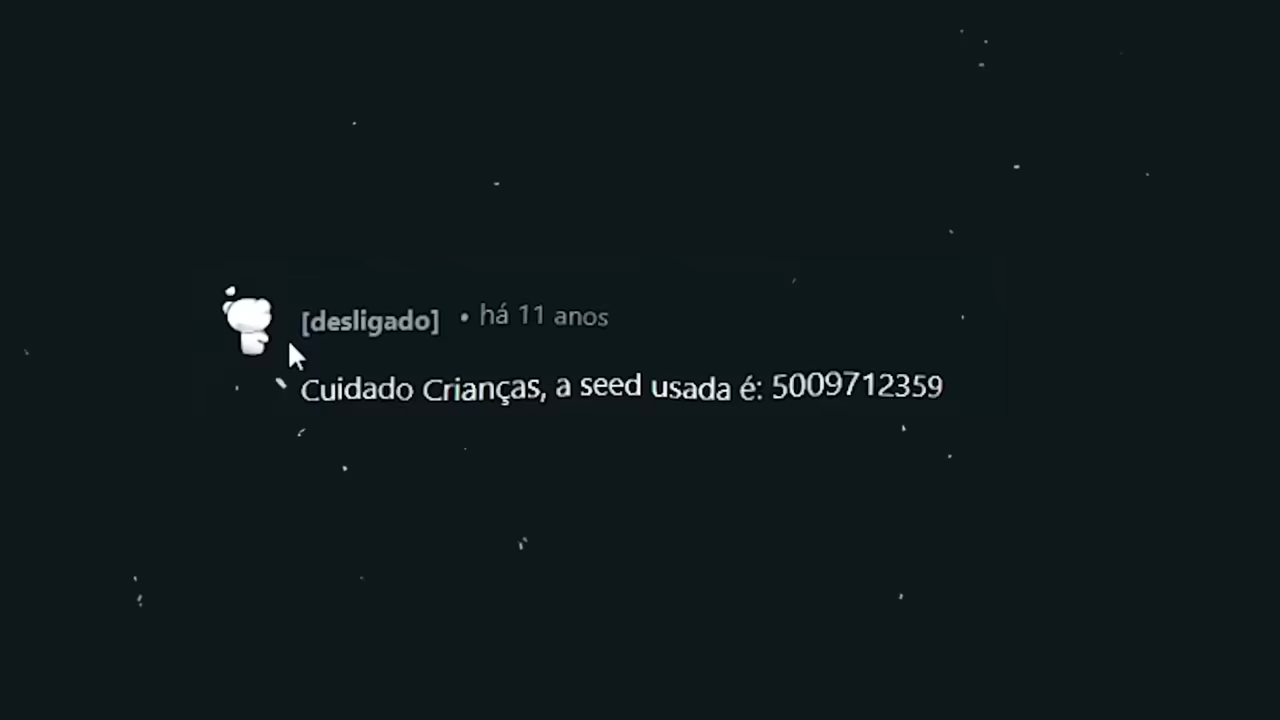 [desligado] • há 11 anos
Cuidado Crianças, a seed usada é: 5009712359